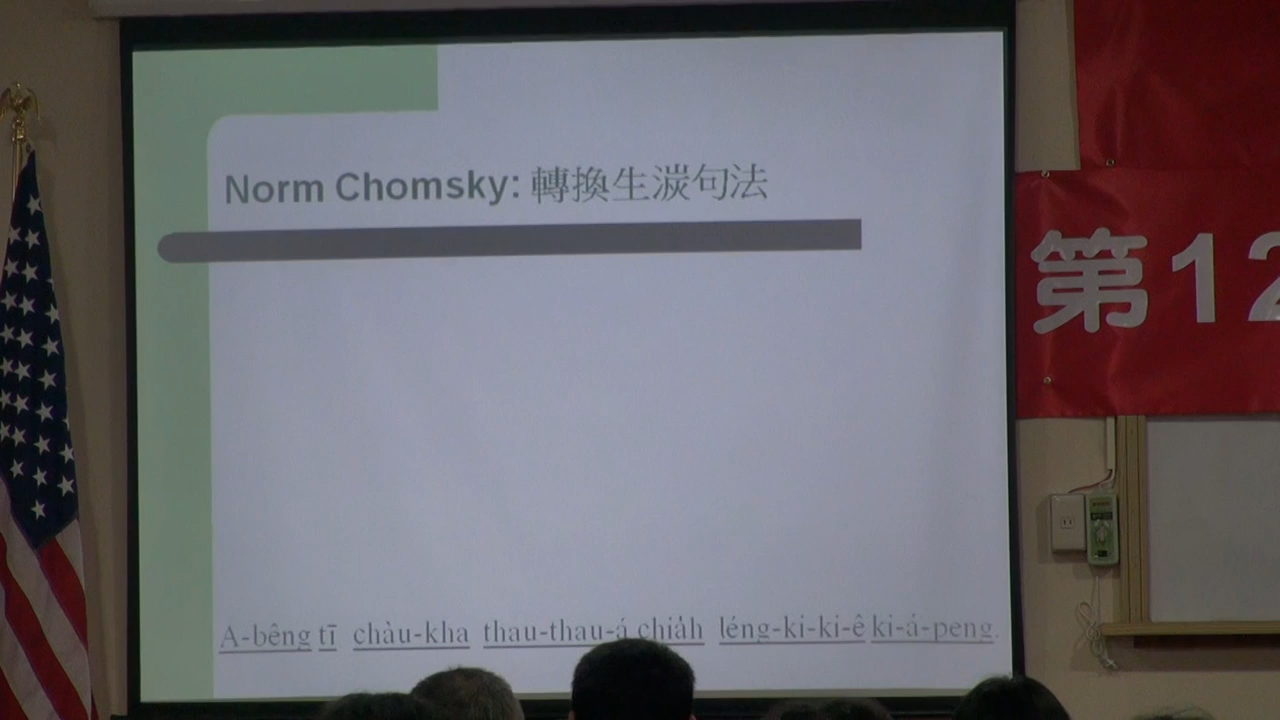 Norm Chomsky: 轉換生湠句法
A-bêng tī chàu-kha thau-thau-á chia̍h léng-ki-ki-ê ki-á-peng.
第12